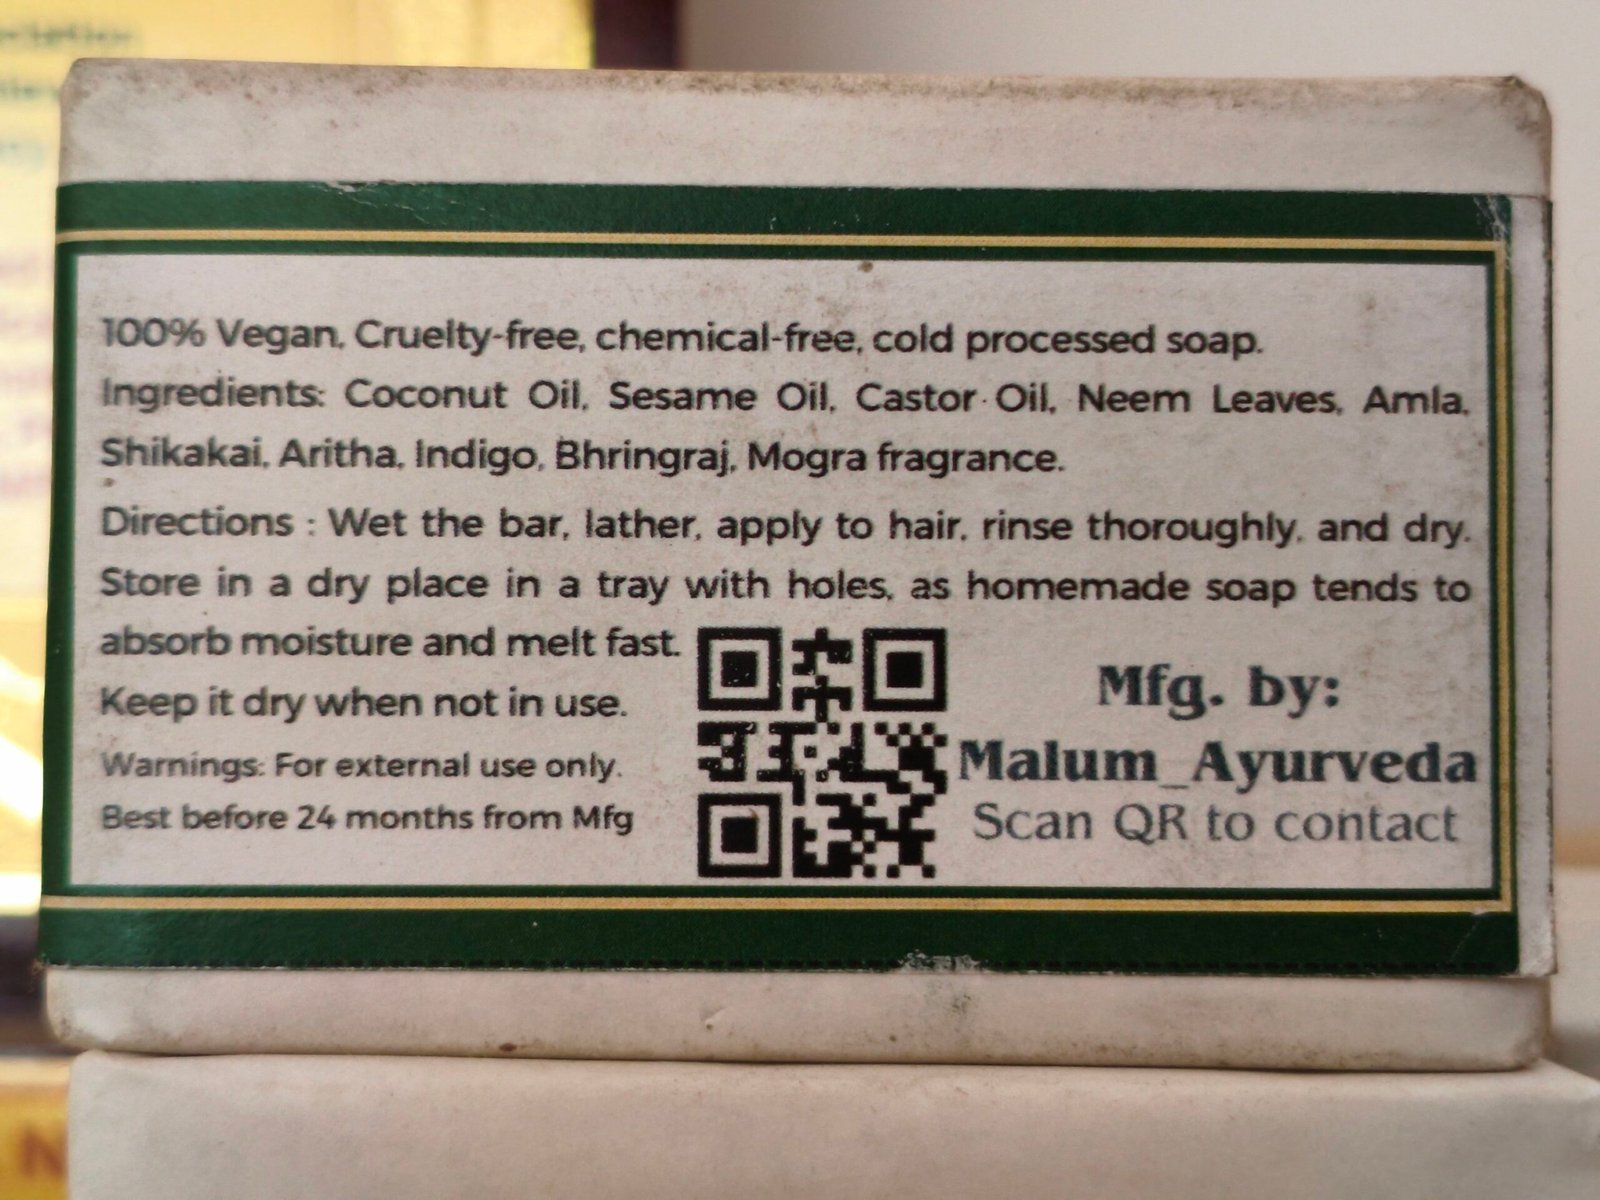 100% Vegan, Cruelty-free, chemical-free, cold processed soap.
Ingredients: Coconut Oil, Sesame Oil, Castor Oil, Neem Leaves, Amla,
Shikakai, Aritha, Indigo, Bhringraj, Mogra fragrance.
Directions : Wet the bar, lather, apply to hair, rinse thoroughly, and dry.
Store in a dry place in a tray with holes, as homemade soap tends to
absorb moisture and melt fast.
Keep it dry when not in use.
Warnings: For external use only.
Best before 24 months from Mfg
Mfg. by:
Malum_Ayurveda
Scan QR to contact